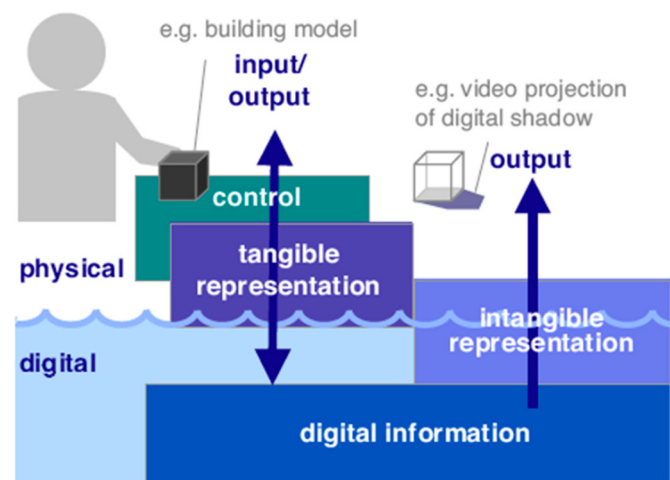 e.g. building model
input/
output
e.g. video projection
of digital shadow
output
control
tangible
representation
physical
intangible
representation
digital
digital information